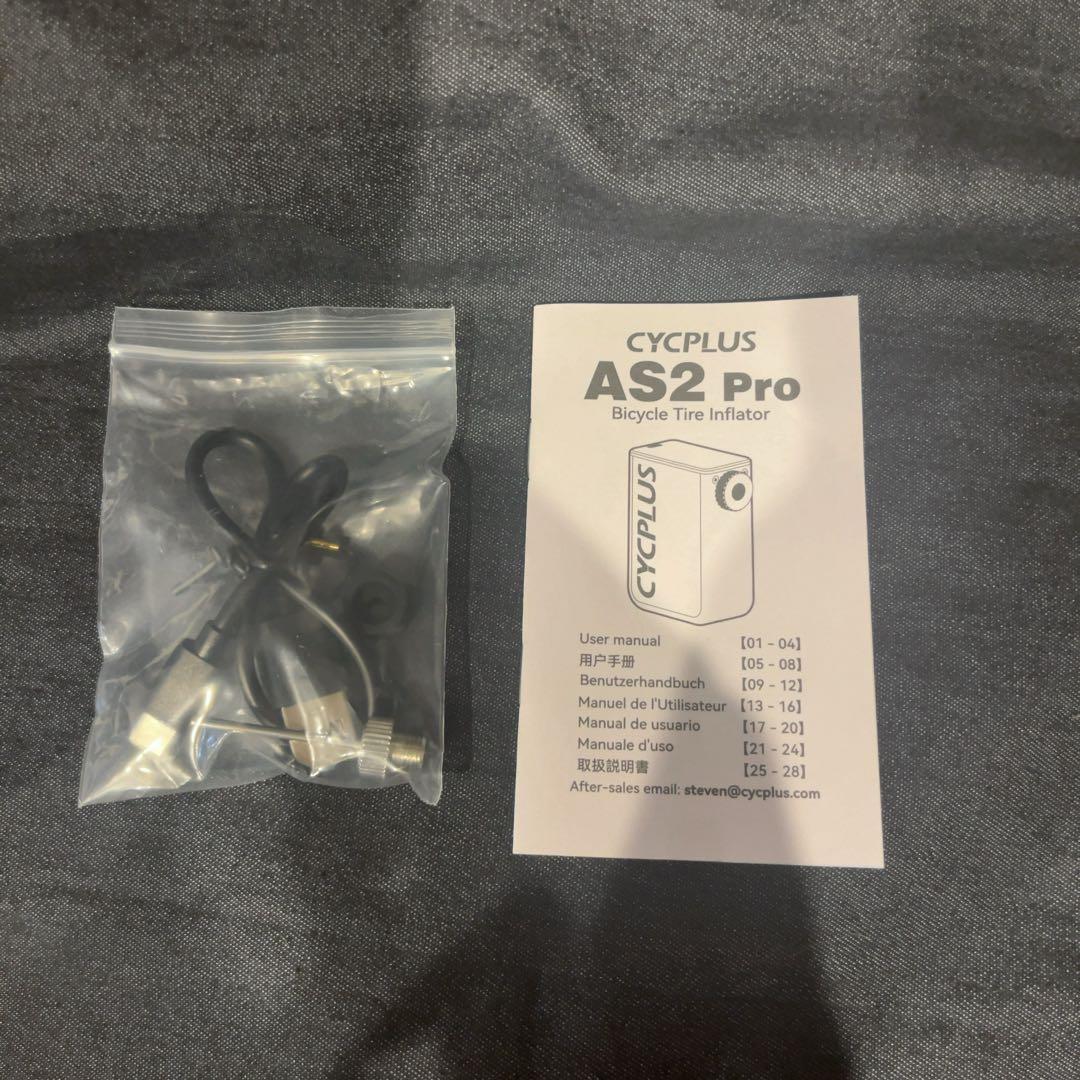 CYCPLUS
AS2 Pro
Bicycle Tire Inflator
CYCPLUS
User manual 【01 - 04】
用户手册 【05 - 08】
Benutzerhandbuch 【09 - 12】
Manuel de l'Utilisateur 【13 - 16】
Manual de usuario 【17 - 20】
Manuale d'uso 【21 - 24】
取扱説明書 【25 - 28】
After-sales email: steven@cycplus.com